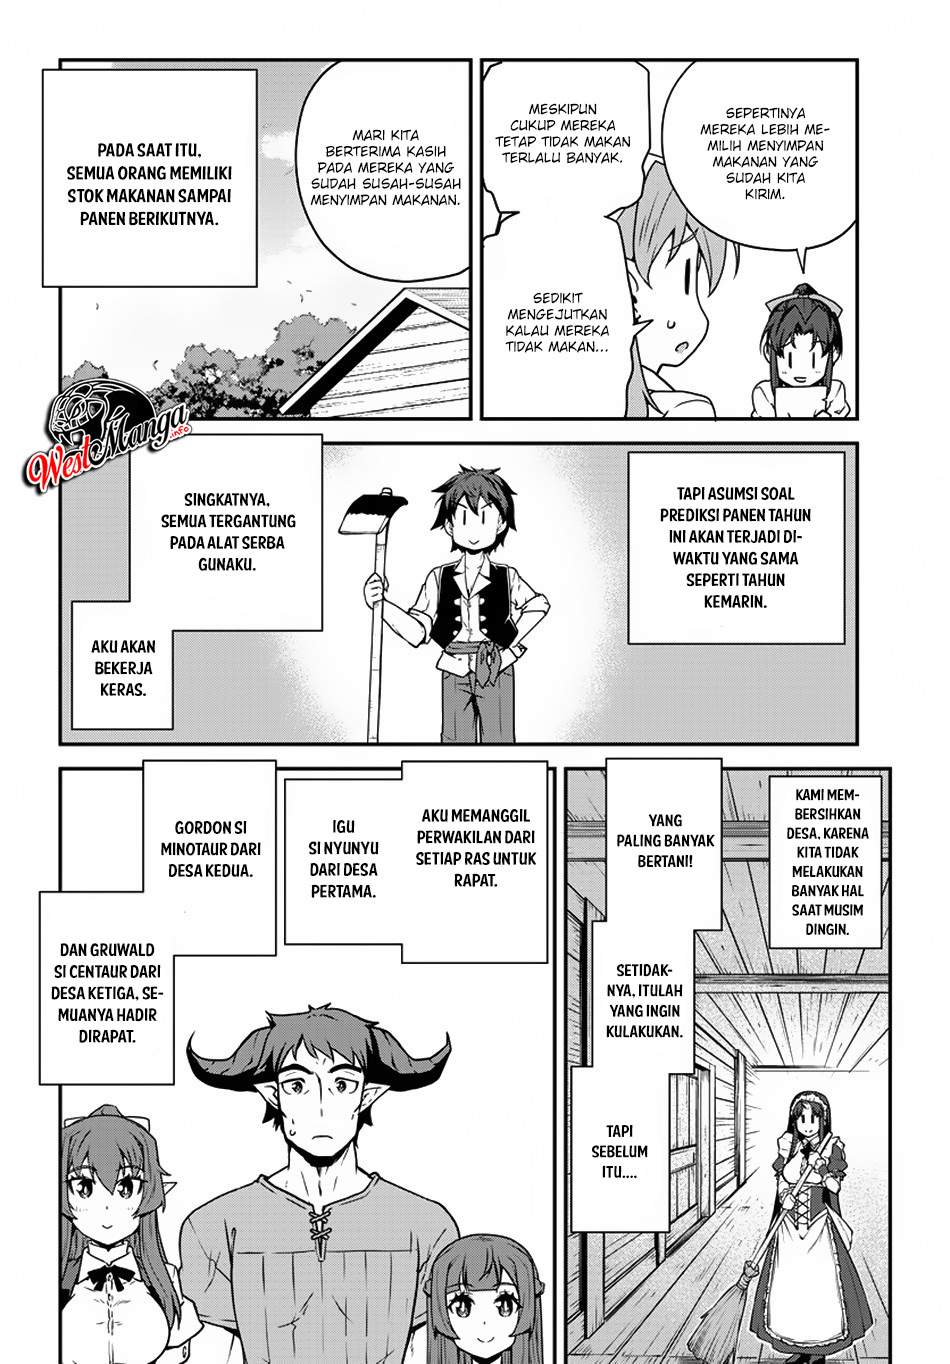 SEPERTINYA
MEREKA LEBIH ME-
MILIH MENYIMPAN
MAKANAN YANG
SUDAH KITA
KIRIM.
MESKIPUN
CUKUP MEREKA
TETAP TIDAK MAKAN
TERLALU BANYAK.
SEDIKIT
MENGEJUTKAN
KALAU MEREKA
TIDAK MAKAN...
MARI KITA
BERTERIMA KASIH
PADA MEREKA YANG
SUDAH SUSAH-SUSAH
MENYIMPAN MAKANAN.
PADA SAAT ITU,
SEMUA ORANG MEMILIKI
STOK MAKANAN SAMPAI
PANEN BERIKUTNYA.
WestManga
.info
TAPI ASUMSI SOAL
PREDIKSI PANEN TAHUN
INI AKAN TERJADI DI-
WAKTU YANG SAMA
SEPERTI TAHUN
KEMARIN.
SINGKATNYA,
SEMUA TERGANTUNG
PADA ALAT SERBA
GUNAKU.
AKU AKAN
BEKERJA
KERAS.
KAMI MEM-
BERSIHKAN
DESA, KARENA
KITA TIDAK
MELAKUKAN
BANYAK HAL
SAAT MUSIM
DINGIN.
YANG
PALING BANYAK
BERTANI!
SETIDAK-
NYA, ITULAH
YANG INGIN
KULAKUKAN.
TAPI
SEBELUM
ITU....
AKU MEMANGGIL
PERWAKILAN DARI
SETIAP RAS UNTUK
RAPAT.
IGU
SI NYUNYU
DARI DESA
PERTAMA.
GORDON SI
MINOTAUR DARI
DESA KEDUA.
DAN GRUWALD
SI CENTAUR DARI
DESA KETIGA, SE-
MUANYA HADIR
DIRAPAT.